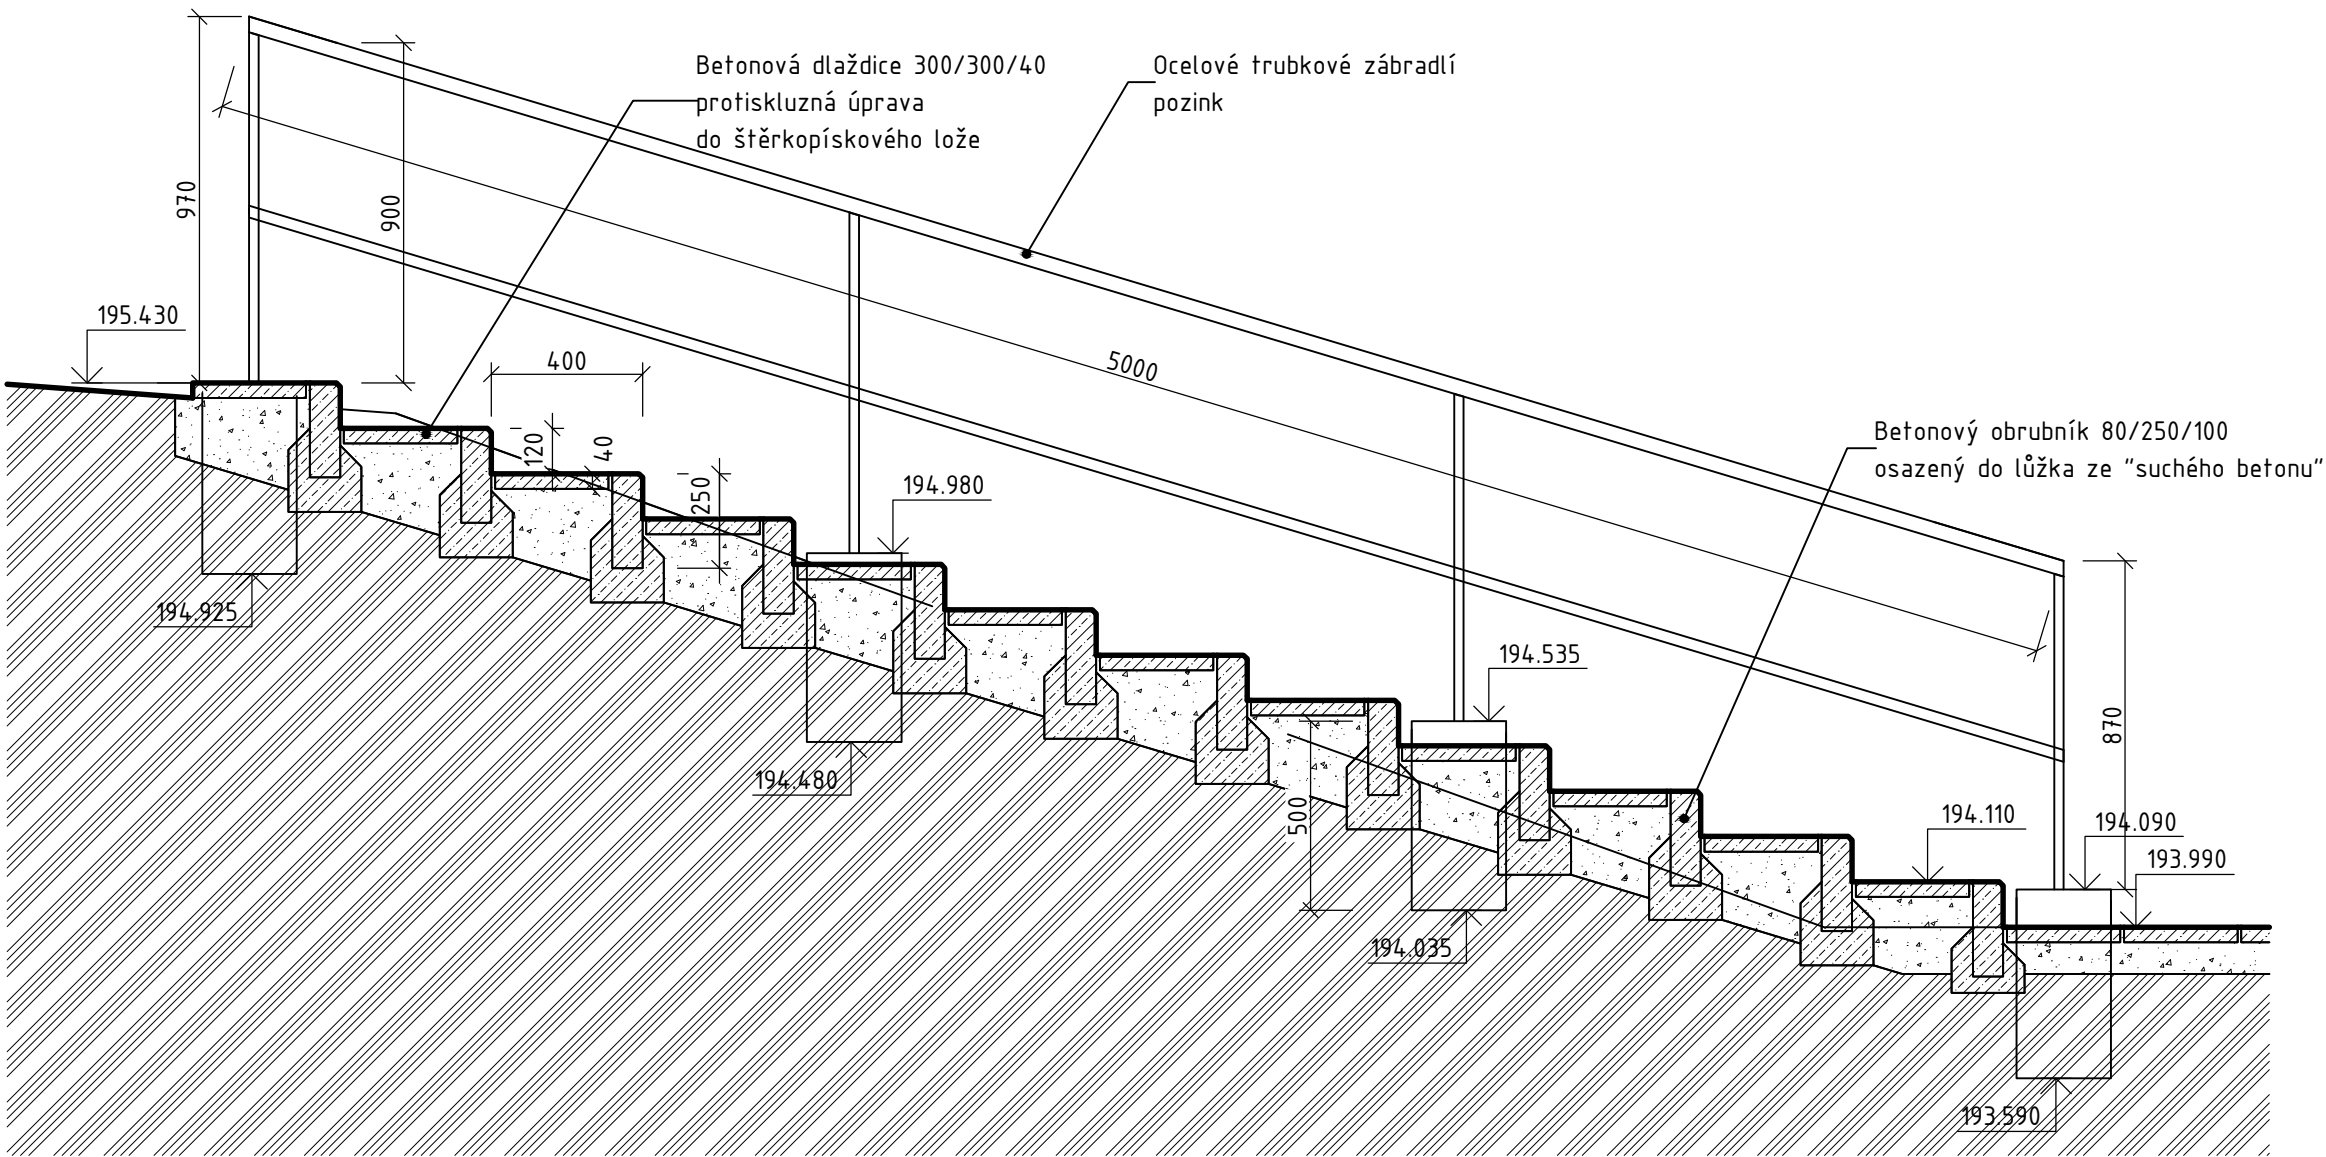 Betonová dlaždice 300/300/40
protiskluzná úprava
do štěrkopískového lože
Ocelové trubkové zábradlí
pozink
970
900
195.430
400
5000
120
40
250
194.980
Betonový obrubník 80/250/100
osazený do lůžka ze "suchého betonu"
194.925
194.535
870
194.480
500
194.110
194.090
193.990
194.035
193.590